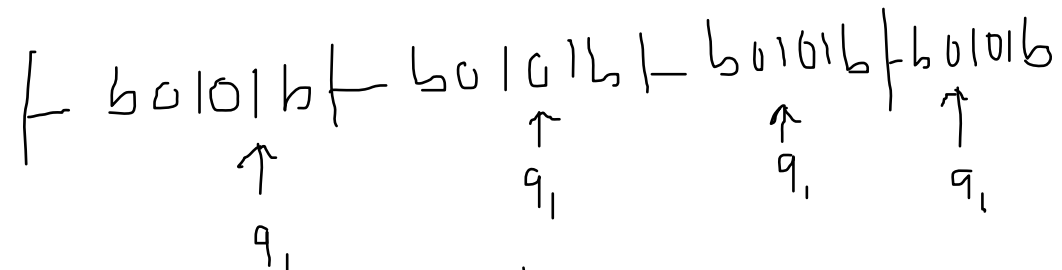 ⊢ b0101b ⊢ b0101b ⊢ b0101b ⊢ b0101b
↑ ↑ ↑ ↑
q₁ q₁ q₁ q₁